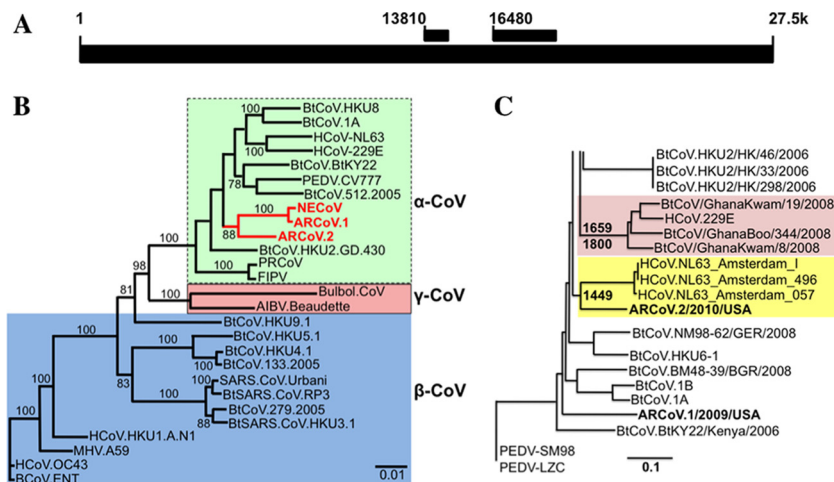 A
1
13810
16480
27.5k
B
100
BtCoV.HKU8
BtCoV.1A
HCoV-NL63
100
HCoV-229E
BtCoV.BtKY22
78
PEDV.CV777
BtCoV.512.2005
100
NECoV
ARCoV.1
88
ARCoV.2
BtCoV.HKU2.GD.430
100
100
PRCoV
FIPV
α-CoV
98
Bulbol.CoV
100
AIBV.Beaudette
γ-CoV
81
BtCoV.HKU9.1
100
100
BtCoV.HKU5.1
BtCoV.HKU4.1
100
BtCoV.133.2005
83
100
100
SARS.CoV.Urbani
BtSARS.CoV.RP3
BtCoV.279.2005
88
BtSARS.CoV.HKU3.1
β-CoV
100
100
100
HCoV.HKU1.A.N1
MHV.A59
HCoV.OC43
BCoV.ENT
0.01
C
BtCoV.HKU2/HK/46/2006
BtCoV.HKU2/HK/33/2006
BtCoV.HKU2/HK/298/2006
BtCoV/GhanaKwam/19/2008
HCoV.229E
1659
BtCoV/GhanaBoo/344/2008
1800
BtCoV/GhanaKwam/8/2008
HCoV.NL63_Amsterdam_I
HCoV.NL63_Amsterdam_496
1449
HCoV.NL63_Amsterdam_057
ARCoV.2/2010/USA
BtCoV.NM98-62/GER/2008
BtCoV.HKU6-1
BtCoV.BM48-39/BGR/2008
BtCoV.1B
BtCoV.1A
ARCoV.1/2009/USA
BtCoV.BtKY22/Kenya/2006
PEDV-SM98
PEDV-LZC
0.1